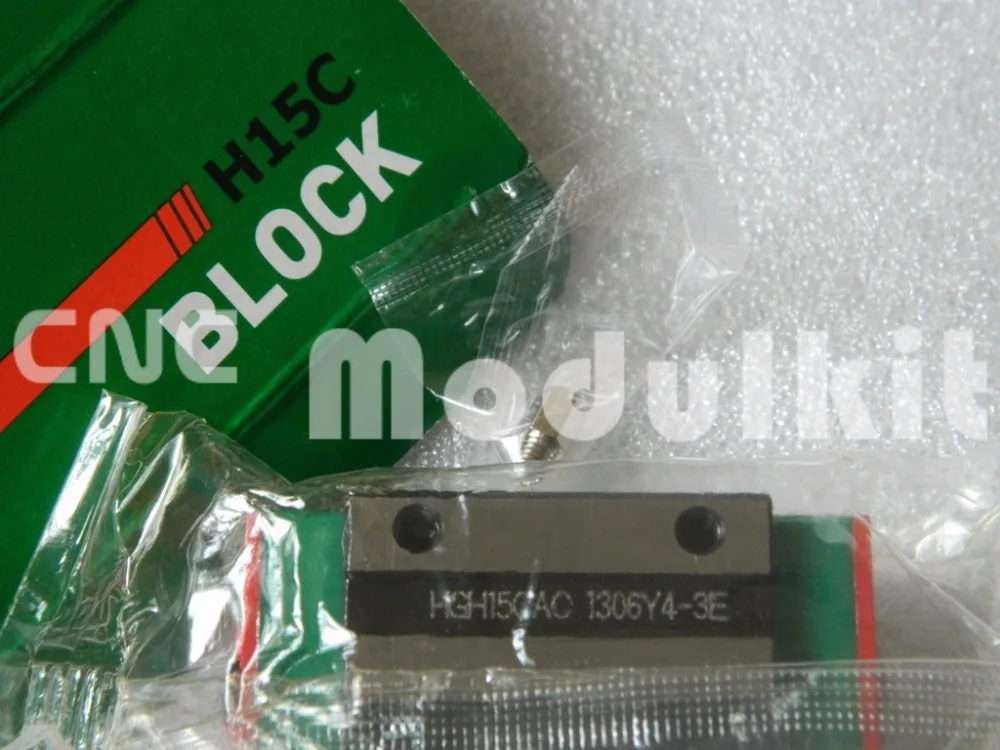 H15C
BLOCK
CNC Modulkit
HGH15CAC 1306Y4-3E